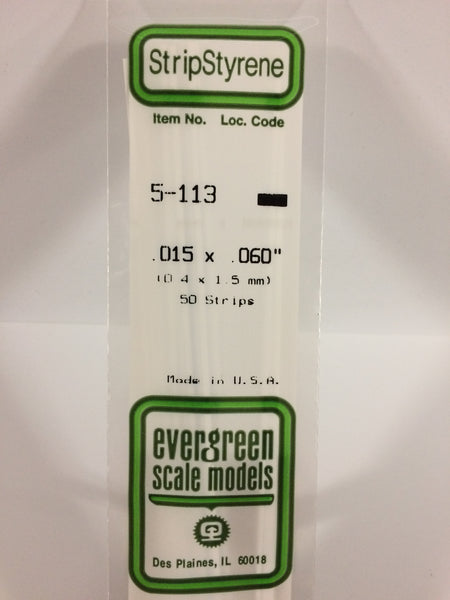 StripStyrene
Item No. Loc. Code
5-113
.015 x .060"
(0.4 x 1.5 mm)
50 Strips
Made in U.S.A.
evergreen
scale models
Des Plaines, IL 60018